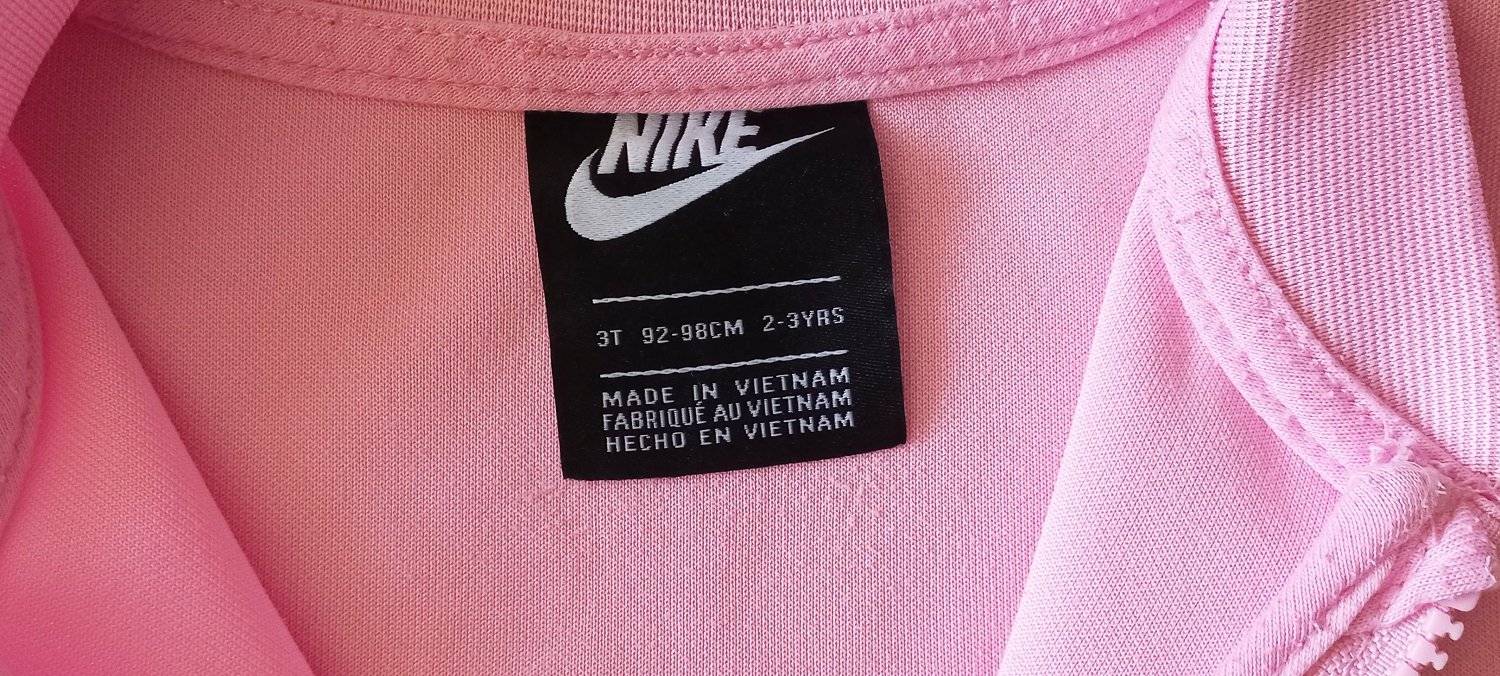 NIKE
3T 92-98CM 2-3YRS
MADE IN VIETNAM
FABRIQUÉ AU VIETNAM
HECHO EN VIETNAM